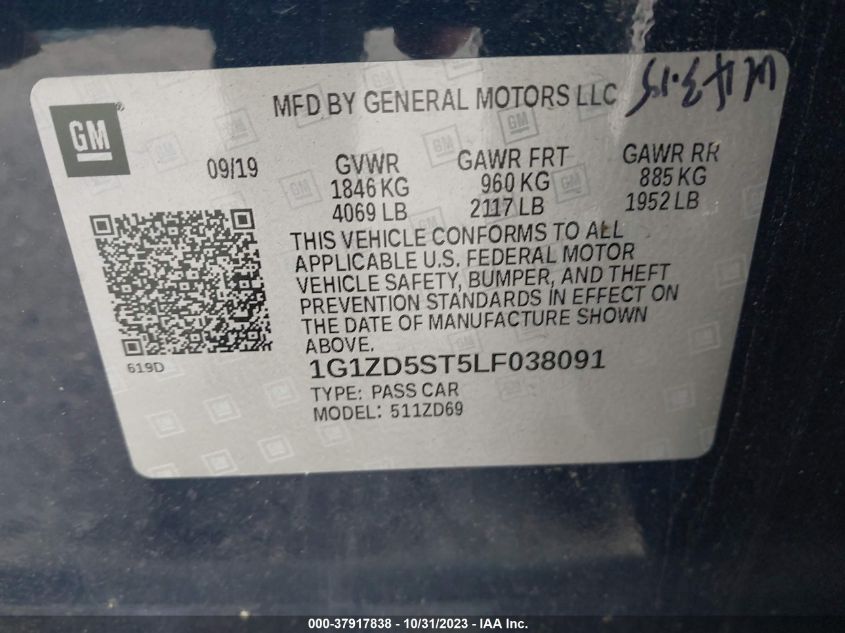 MFD BY GENERAL MOTORS LLC
GM
®
09/19
GVWR
1846 KG
4069 LB
GAWR FRT
960 KG
2117 LB
GAWR RR
885 KG
1952 LB
THIS VEHICLE CONFORMS TO ALL
APPLICABLE U.S. FEDERAL MOTOR
VEHICLE SAFETY, BUMPER, AND THEFT
PREVENTION STANDARDS IN EFFECT ON
THE DATE OF MANUFACTURE SHOWN
ABOVE.
619D
1G1ZD5ST5LF038091
TYPE: PASS CAR
MODEL: 511ZD69
000-37917838 - 10/31/2023 - IAA Inc.